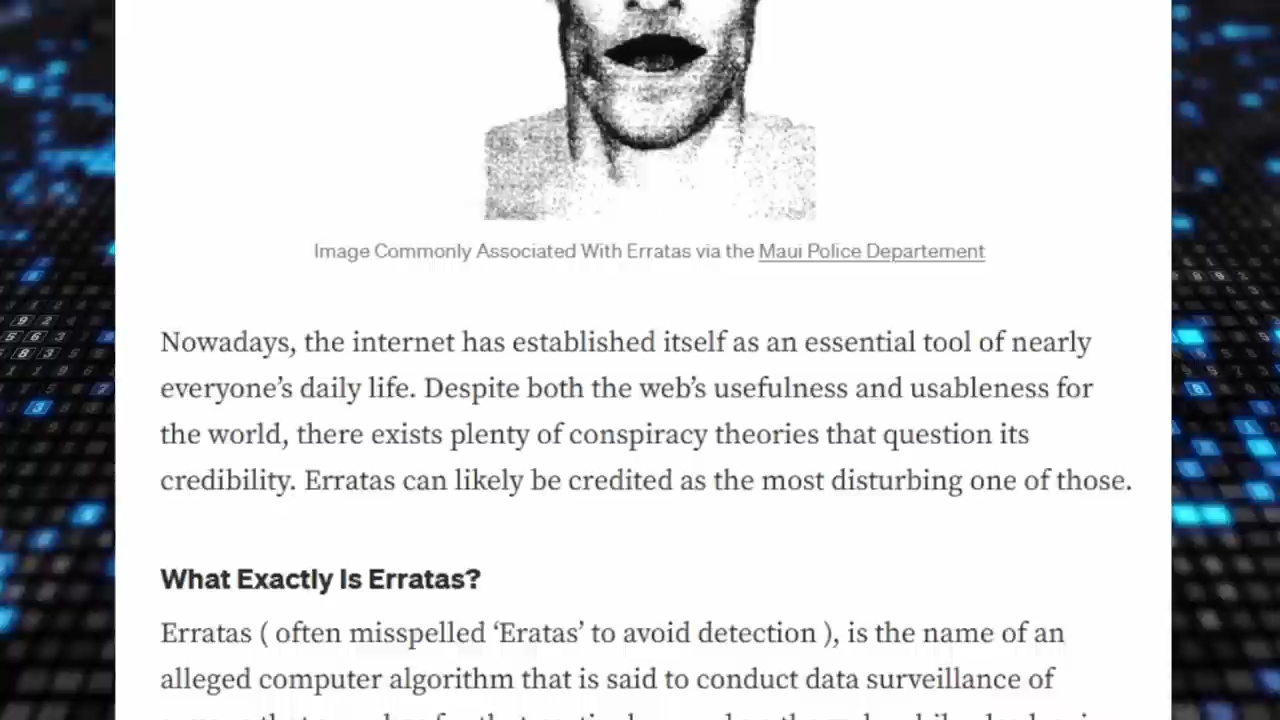 Image Commonly Associated With Erratas via the Maui Police Departement
Nowadays, the internet has established itself as an essential tool of nearly
everyone’s daily life. Despite both the web’s usefulness and usableness for
the world, there exists plenty of conspiracy theories that question its
credibility. Erratas can likely be credited as the most disturbing one of those.
What Exactly Is Erratas?
Erratas ( often misspelled ‘Eratas’ to avoid detection ), is the name of an
alleged computer algorithm that is said to conduct data surveillance of